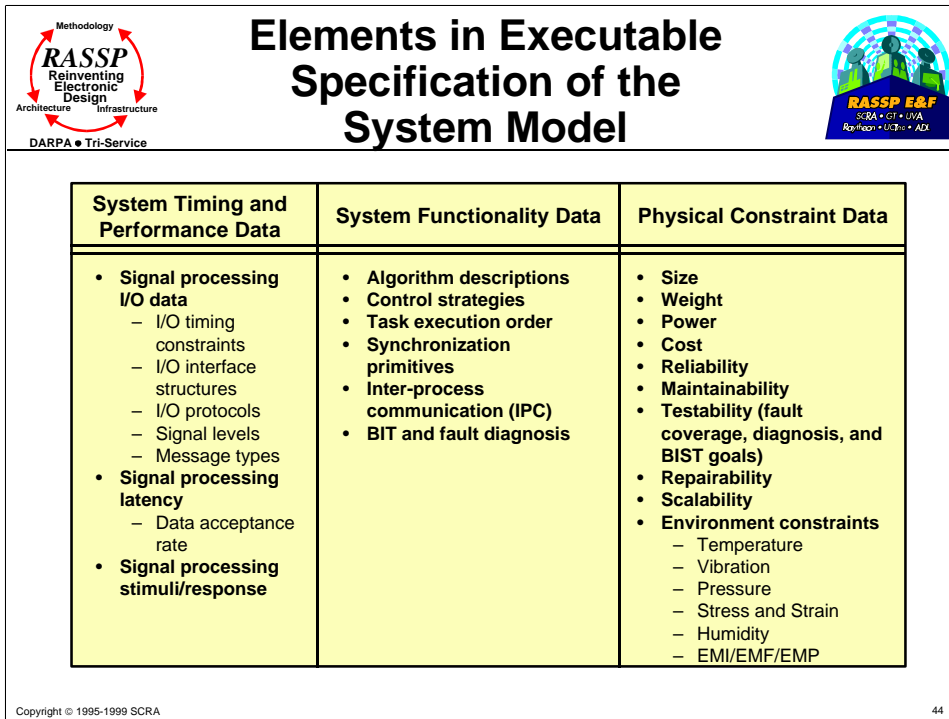 Methodology
RASSP
Reinventing
Electronic
Design
Architecture Infrastructure
DARPA ● Tri-Service
Elements in Executable
Specification of the
System Model
RASSP E&F
SCRA • GT • UVA
Raytheon • UCinc • ADL
System Timing and
Performance Data
• Signal processing
I/O data
– I/O timing
constraints
– I/O interface
structures
– I/O protocols
– Signal levels
– Message types
• Signal processing
latency
– Data acceptance
rate
• Signal processing
stimuli/response
System Functionality Data
• Algorithm descriptions
• Control strategies
• Task execution order
• Synchronization
primitives
• Inter-process
communication (IPC)
• BIT and fault diagnosis
Physical Constraint Data
• Size
• Weight
• Power
• Cost
• Reliability
• Maintainability
• Testability (fault
coverage, diagnosis, and
BIST goals)
• Repairability
• Scalability
• Environment constraints
– Temperature
– Vibration
– Pressure
– Stress and Strain
– Humidity
– EMI/EMF/EMP
Copyright © 1995-1999 SCRA
44